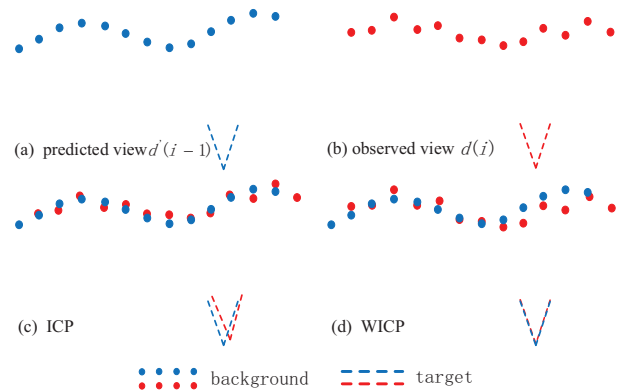 (a) predicted view d'(i − 1)
(b) observed view d(i)
(c) ICP
(d) WICP
background
target